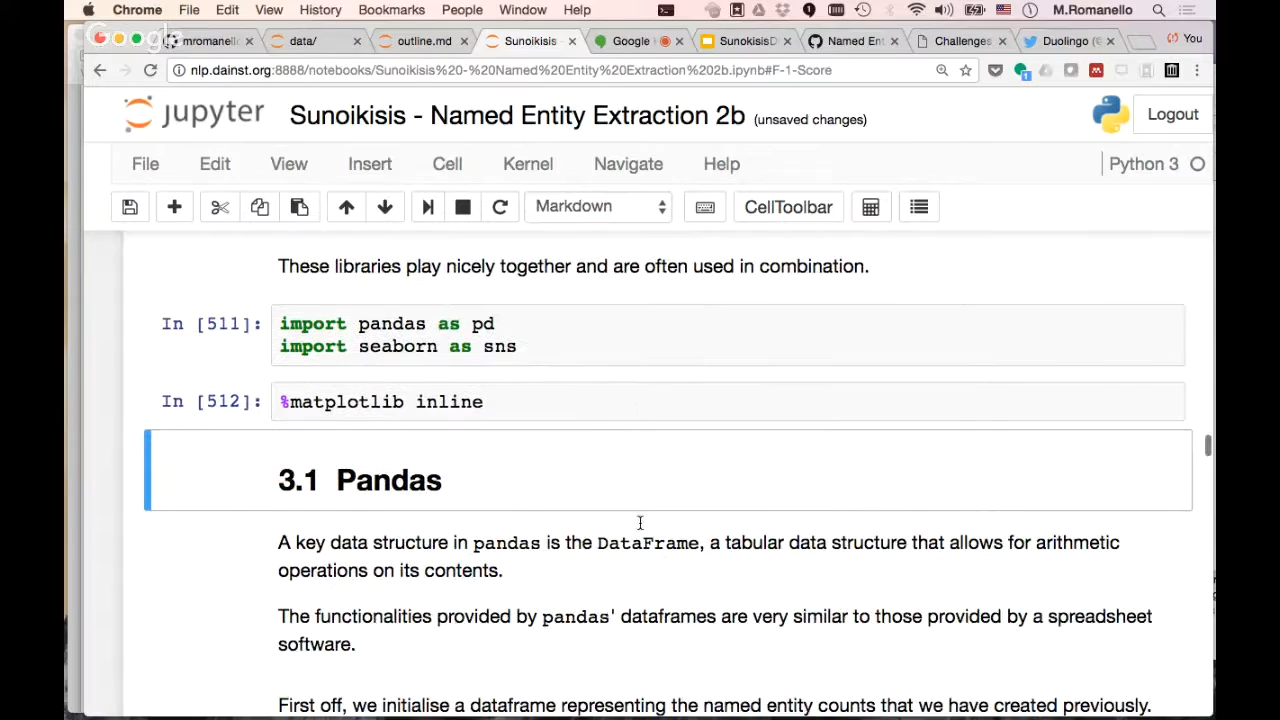 Chrome File Edit View History Bookmarks People Window Help M.Romanello
Google mromanello data/ outline.md Sunoikisis - Google H SunoikisisD Named Ent Challenges Duolingo ( You
nlp.dainst.org:8888/notebooks/Sunoikisis%20-%20Named%20Entity%20Extraction%202b.ipynb#F-1-Score
jupyter Sunoikisis - Named Entity Extraction 2b (unsaved changes) Logout
File Edit View Insert Cell Kernel Navigate Help Python 3
Markdown CellToolbar
These libraries play nicely together and are often used in combination.
In [511]: import pandas as pd
import seaborn as sns
In [512]: %matplotlib inline
3.1 Pandas
A key data structure in pandas is the DataFrame, a tabular data structure that allows for arithmetic
operations on its contents.
The functionalities provided by pandas' dataframes are very similar to those provided by a spreadsheet
software.
First off, we initialise a dataframe representing the named entity counts that we have created previously.